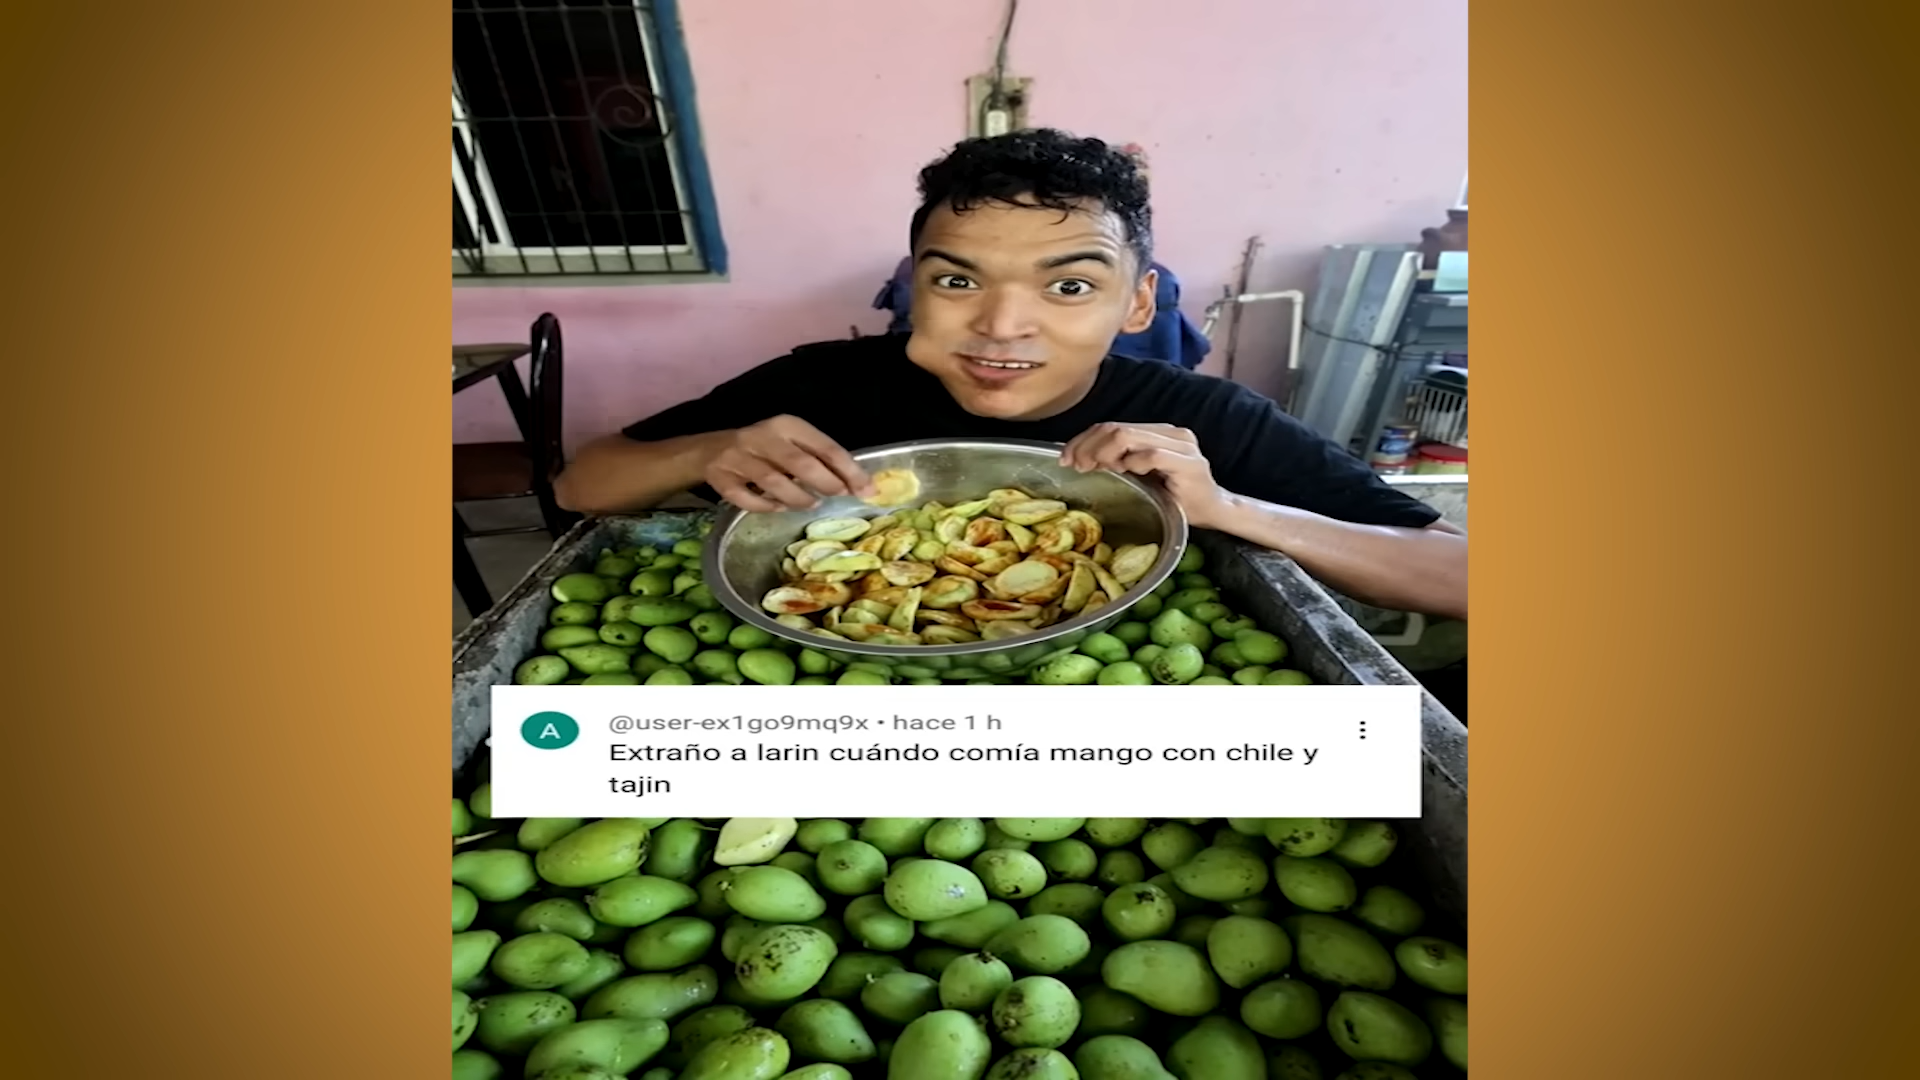 A
@user-ex1go9mq9x • hace 1 h
Extraño a larin cuándo comía mango con chile y
tajin